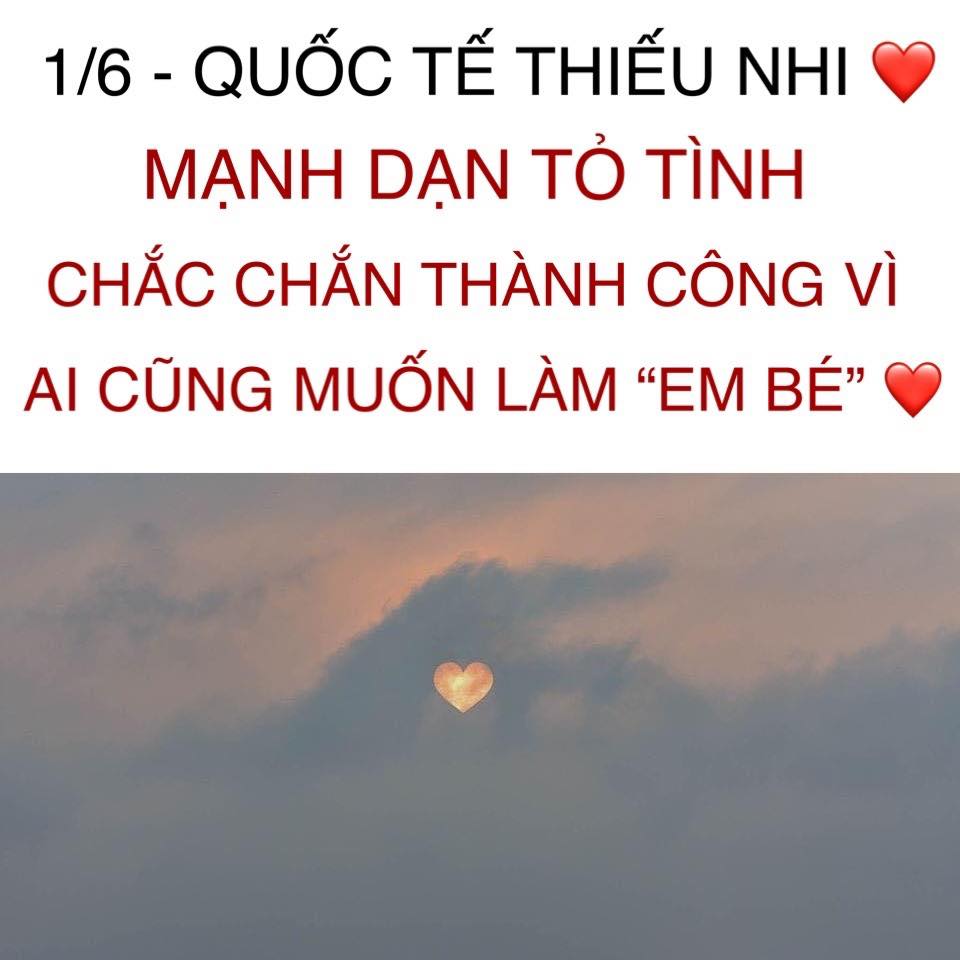 1/6 - QUỐC TẾ THIẾU NHI ❤️
MẠNH DẠN TỎ TÌNH
CHẮC CHẮN THÀNH CÔNG VÌ
AI CŨNG MUỐN LÀM “EM BÉ” ❤️